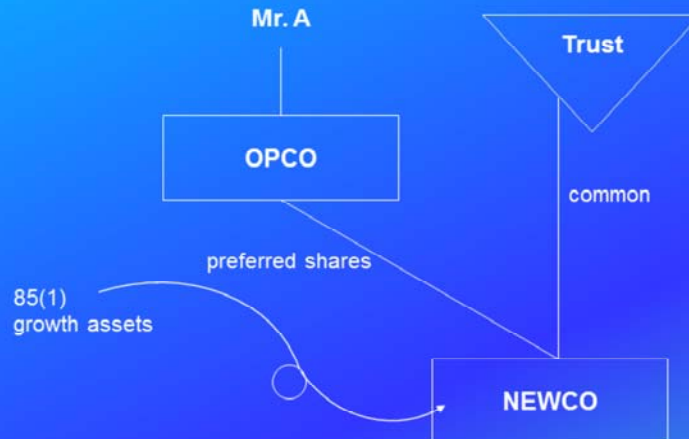 Mr. A
Trust
OPCO
common
preferred shares
85(1)
growth assets
NEWCO